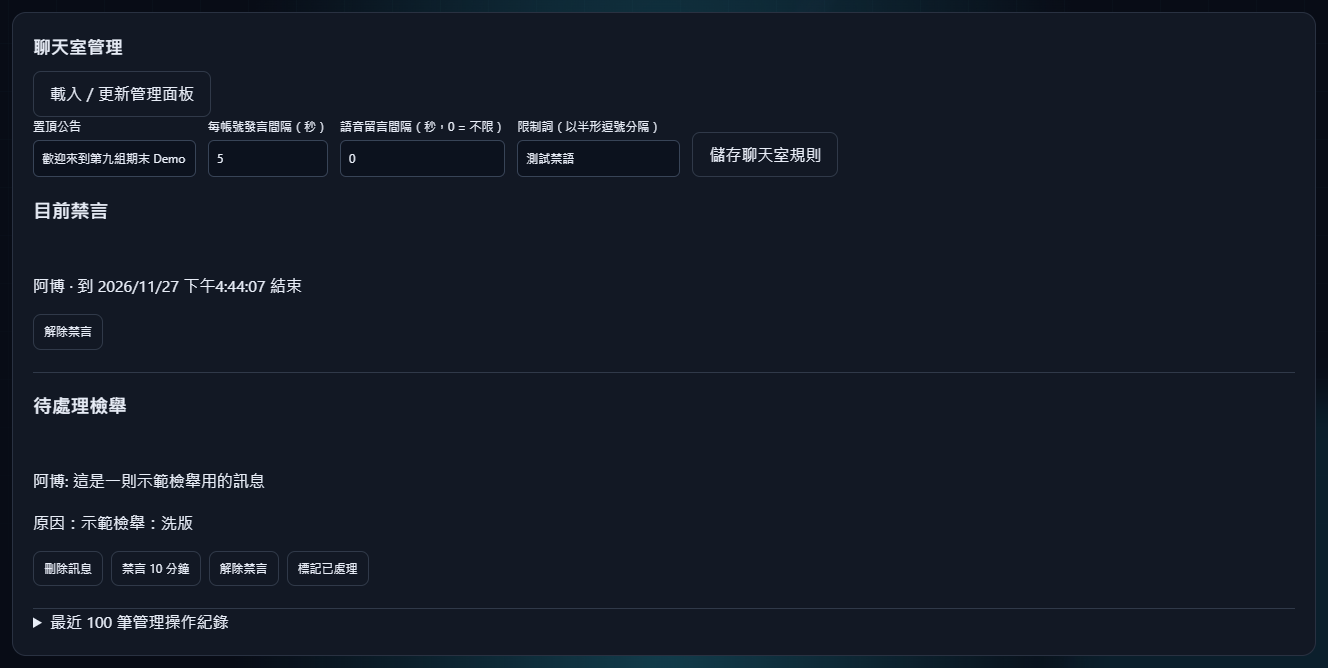 聊天室管理
載入 / 更新管理面板
置頂公告
每帳號發言間隔（秒）
語音留言間隔（秒，0 = 不限）
限制詞（以半形逗號分隔）
歡迎來到第九組期末 Demo
5
0
測試禁語
儲存聊天室規則
目前禁言
阿博 · 到 2026/11/27 下午4:44:07 結束
解除禁言
待處理檢舉
阿博: 這是一則示範檢舉用的訊息
原因：示範檢舉：洗版
刪除訊息
禁言 10 分鐘
解除禁言
標記已處理
▶ 最近 100 筆管理操作紀錄